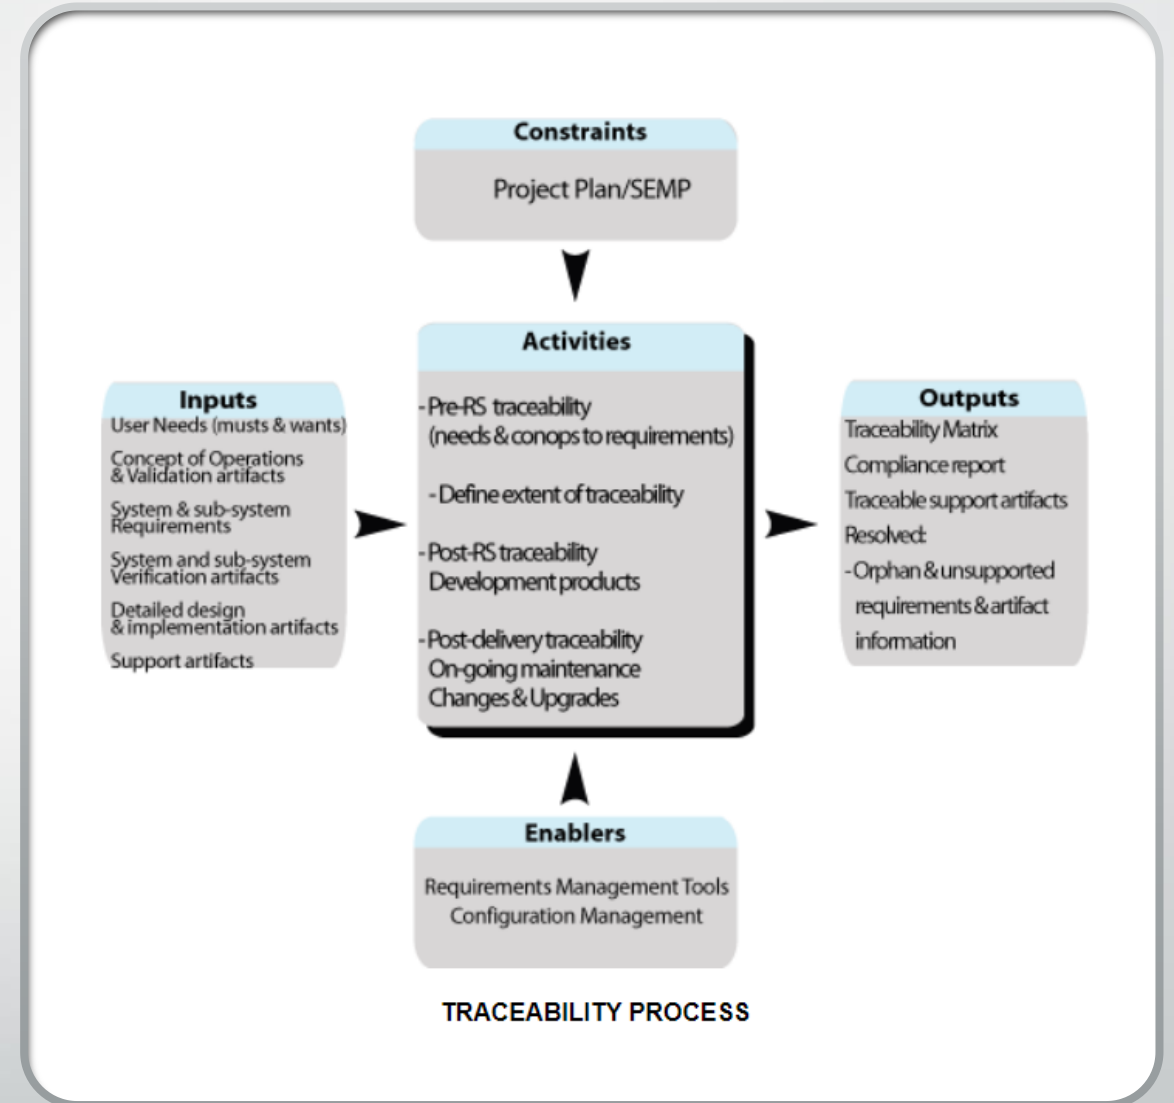 Constraints
Project Plan/SEMP
Inputs
User Needs (musts & wants)
Concept of Operations
& Validation artifacts
System & sub-system
Requirements
System and sub-system
Verification artifacts
Detailed design
& implementation artifacts
Support artifacts
Activities
- Pre-RS traceability
(needs & conops to requirements)
- Define extent of traceability
- Post-RS traceability
Development products
- Post-delivery traceability
On-going maintenance
Changes & Upgrades
Outputs
Traceability Matrix
Compliance report
Traceable support artifacts
Resolved:
- Orphan & unsupported
requirements & artifact
information
Enablers
Requirements Management Tools
Configuration Management
TRACEABILITY PROCESS